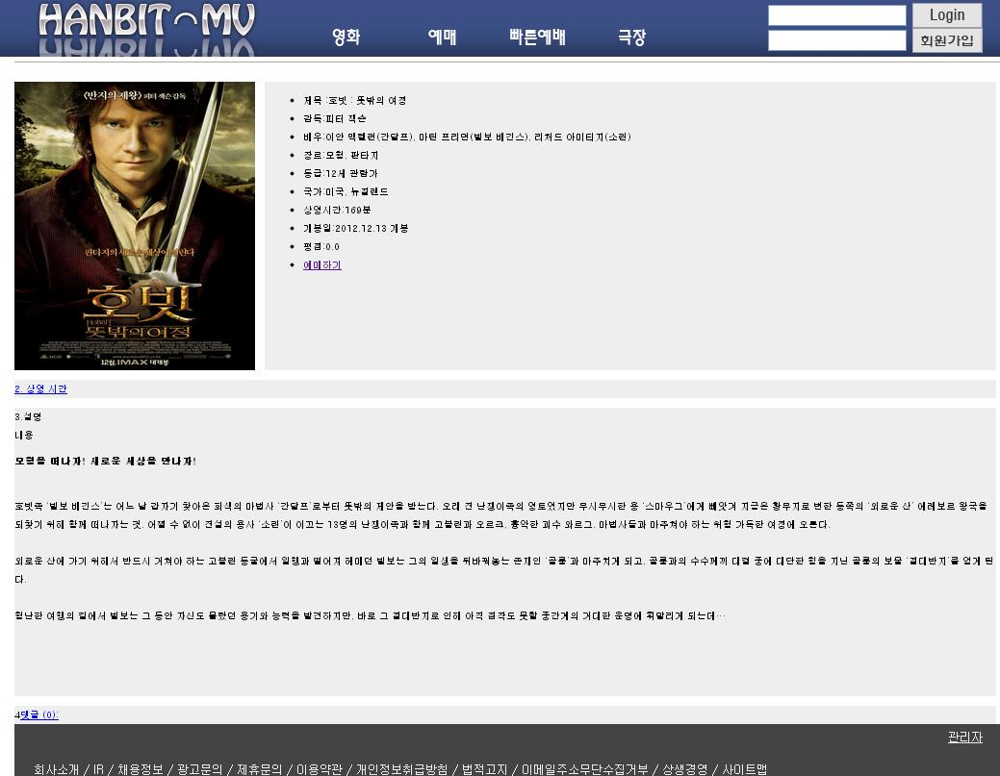 HANBIT MV
영화 예매 빠른예매 극장
Login
회원가입
<반지의 제왕> 피터 잭슨 감독
판타지의 새로운 세상이 열린다
호빗
HOBBIT
뜻밖의 여정
12월, IMAX 대개봉
제목 :호빗 : 뜻밖의 여정
감독:피터 잭슨
배우:이안 맥켈런(간달프), 마틴 프리먼(빌보 배긴스), 리처드 아미티지(소린)
장르:모험, 판타지
등급:12세 관람가
국가:미국, 뉴질랜드
상영시간:169분
개봉일:2012.12.13 개봉
평점:0.0
예매하기
2. 상영 시간
3.설명
내용
모험을 떠나자! 새로운 세상을 만나자!
호빗족 '빌보 배긴스'는 어느 날 갑자기 찾아온 회색의 마법사 '간달프'로부터 뜻밖의 제안을 받는다. 오래 전 난쟁이족의 영토였지만 무시무시한 용 '스마우그'에게 빼앗겨 지금은 황무지로 변한 동쪽의 '외로운 산' 에레보르 왕국을
되찾기 위해 함께 떠나자는 것. 어쩔 수 없이 전설의 용사 '소린'이 이끄는 13명의 난쟁이족과 함께 고블린과 오르크, 흉악한 괴수 와르그, 마법사들과 마주쳐야 하는 위험 가득한 여정에 오른다.
외로운 산에 가기 위해서 반드시 거쳐야 하는 고블린 동굴에서 일행과 떨어져 헤매던 빌보는 그의 일생을 뒤바꿔놓는 존재인 '골룸'과 마주치게 되고, 골룸과의 수수께끼 대결 중에 대단한 힘을 지닌 골룸의 보물 '절대반지'를 얻게 된
다.
험난한 여행의 길에서 빌보는 그 동안 자신도 몰랐던 용기와 능력을 발견하지만, 바로 그 절대반지로 인해 아직 짐작도 못할 중간계의 거대한 운명에 휘말리게 되는데…
4댓글 (0):
관리자
회사소개 / IR / 채용정보 / 광고문의 / 제휴문의 / 이용약관 / 개인정보취급방침 / 법적고지 / 이메일주소무단수집거부 / 상생경영 / 사이트맵